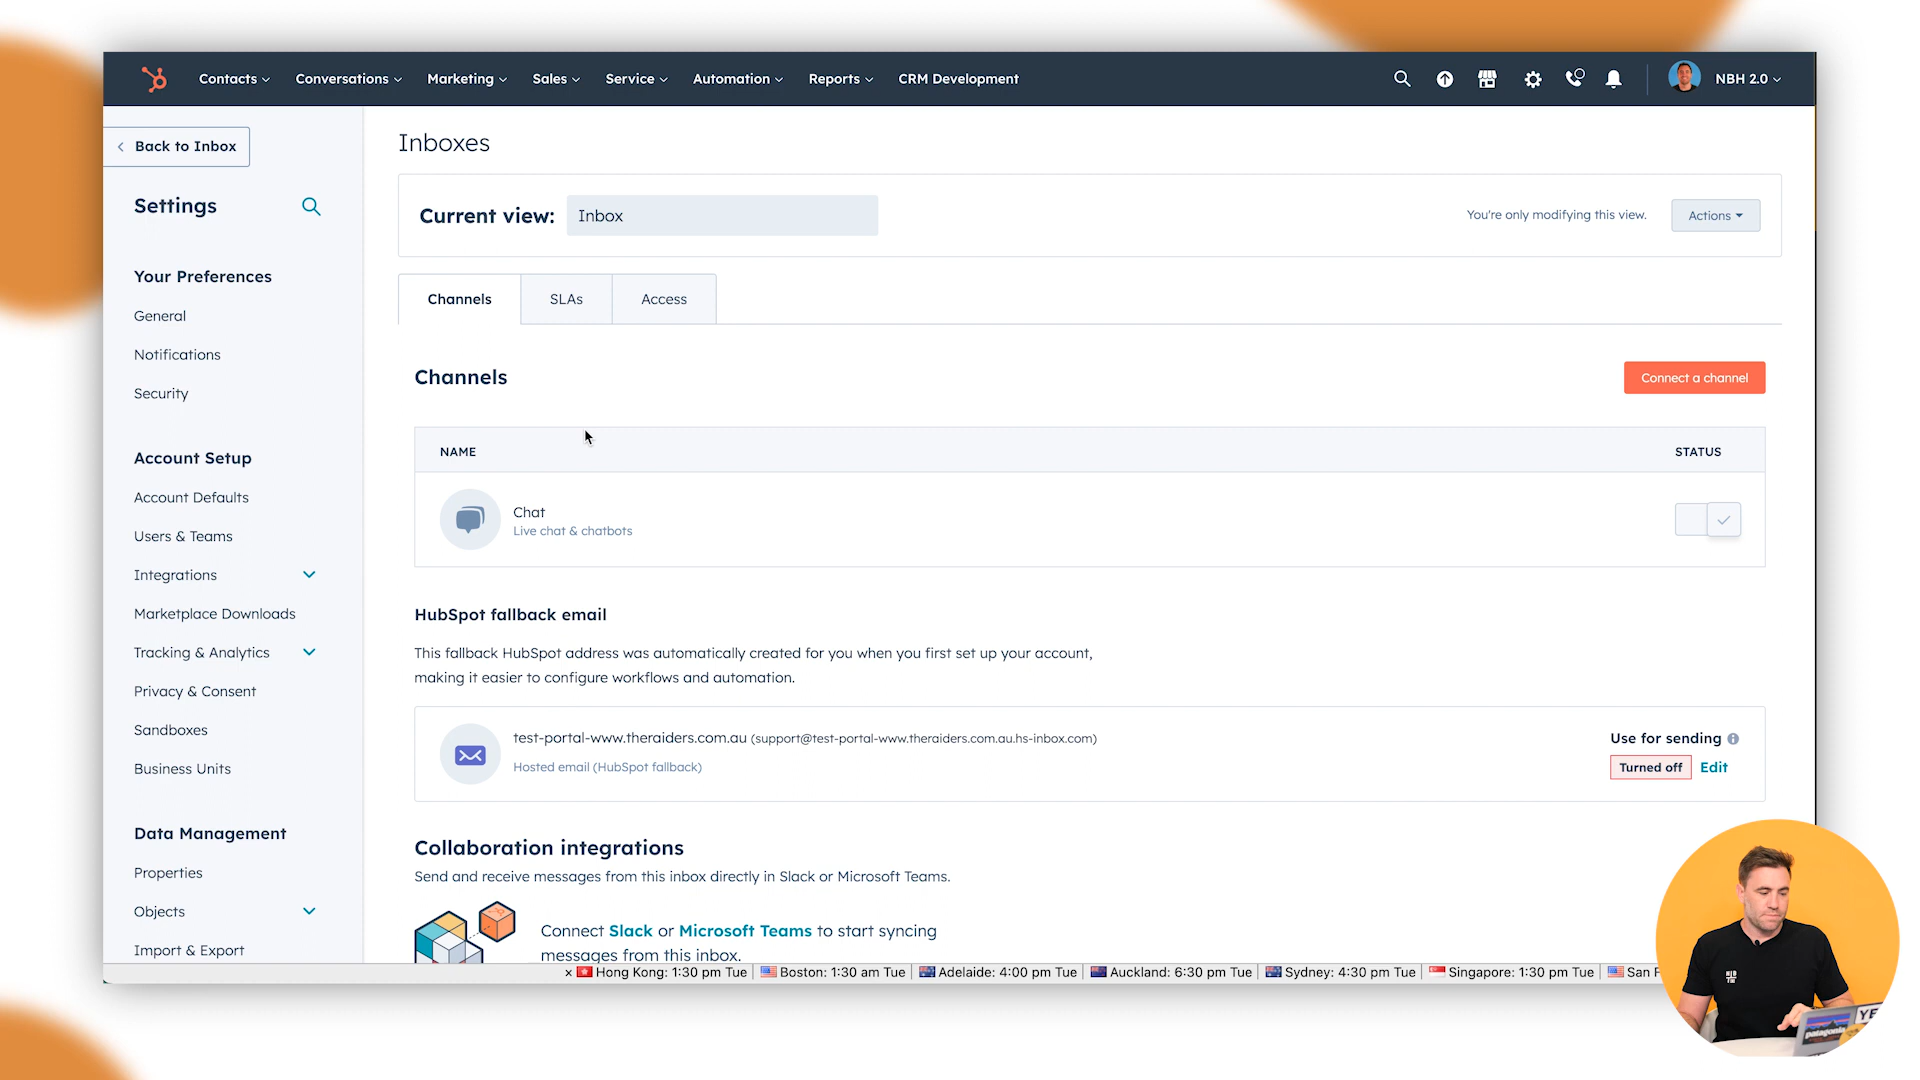 Contacts
Conversations
Marketing
Sales
Service
Automation
Reports
CRM Development
NBH 2.0
Back to Inbox
Settings
Your Preferences
General
Notifications
Security
Account Setup
Account Defaults
Users & Teams
Integrations
Marketplace Downloads
Tracking & Analytics
Privacy & Consent
Sandboxes
Business Units
Data Management
Properties
Objects
Import & Export
Inboxes
Current view: Inbox
You're only modifying this view.
Actions
Channels
SLAs
Access
Channels
Connect a channel
NAME
STATUS
Chat
Live chat & chatbots
HubSpot fallback email
This fallback HubSpot address was automatically created for you when you first set up your account,
making it easier to configure workflows and automation.
test-portal-www.theraiders.com.au (support@test-portal-www.theraiders.com.au.hs-inbox.com)
Hosted email (HubSpot fallback)
Use for sending
Turned off Edit
Collaboration integrations
Send and receive messages from this inbox directly in Slack or Microsoft Teams.
Connect Slack or Microsoft Teams to start syncing
messages from this inbox.
× Hong Kong: 1:30 pm Tue Boston: 1:30 am Tue Adelaide: 4:00 pm Tue Auckland: 6:30 pm Tue Sydney: 4:30 pm Tue Singapore: 1:30 pm Tue San
patagonia
YE